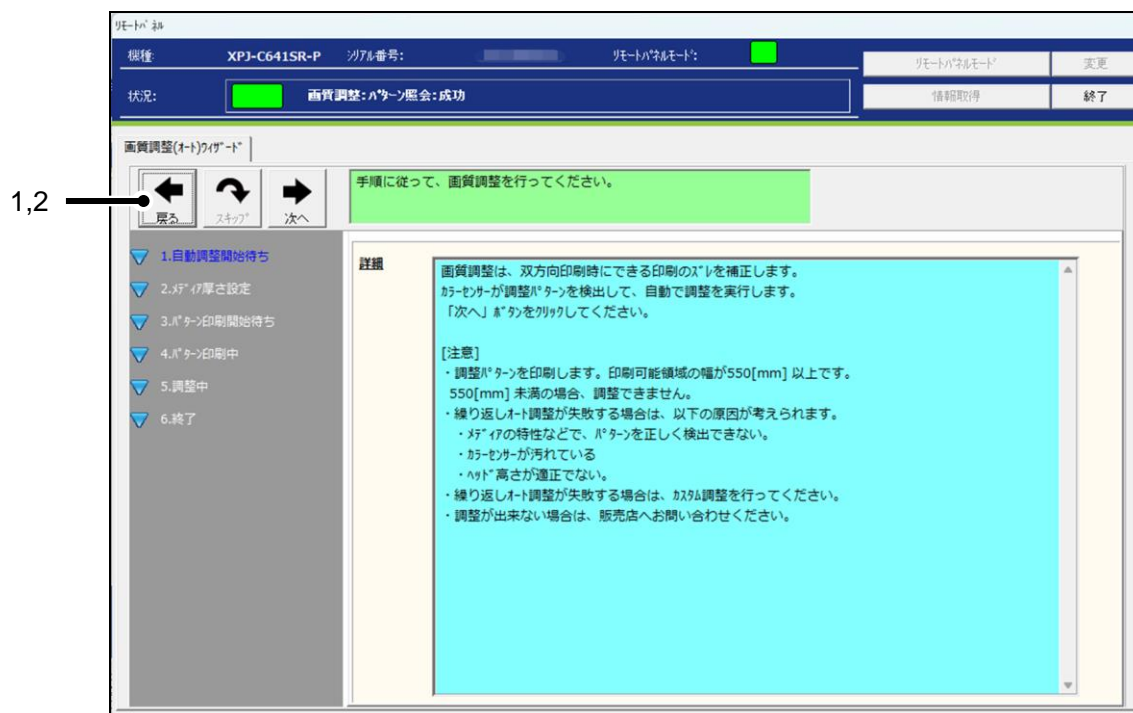 ﾘﾓｰﾄﾊﾟﾈﾙ
機種: XPJ-C641SR-P ｼﾘｱﾙ番号: ﾘﾓｰﾄﾊﾟﾈﾙﾓｰﾄﾞ:
ﾘﾓｰﾄﾊﾟﾈﾙﾓｰﾄﾞ 変更
状況: 画質調整:ﾊﾟﾀｰﾝ照会:成功
情報取得 終了
画質調整(ｵｰﾄ)ｳｨｻﾞｰﾄﾞ
手順に従って、画質調整を行ってください。
1,2
戻る ｽｷｯﾌﾟ 次へ
1.自動調整開始待ち
2.ﾒﾃﾞｨｱ厚さ設定
3.ﾊﾟﾀｰﾝ印刷開始待ち
4.ﾊﾟﾀｰﾝ印刷中
5.調整中
6.終了
詳細
画質調整は、双方向印刷時にできる印刷のｽﾞﾚを補正します。
ｶﾗｰｾﾝｻｰが調整ﾊﾟﾀｰﾝを検出して、自動で調整を実行します。
「次へ」ﾎﾞﾀﾝをｸﾘｯｸしてください。
[注意]
・調整ﾊﾟﾀｰﾝを印刷します。印刷可能領域の幅が550[mm] 以上です。
550[mm] 未満の場合、調整できません。
・繰り返しｵｰﾄ調整が失敗する場合は、以下の原因が考えられます。
・ﾒﾃﾞｨｱの特性などで、ﾊﾟﾀｰﾝを正しく検出できない。
・ｶﾗｰｾﾝｻｰが汚れている
・ﾍｯﾄﾞ高さが適正でない。
・繰り返しｵｰﾄ調整が失敗する場合は、ｶｽﾀﾑ調整を行ってください。
・調整が出来ない場合は、販売店へお問い合わせください。